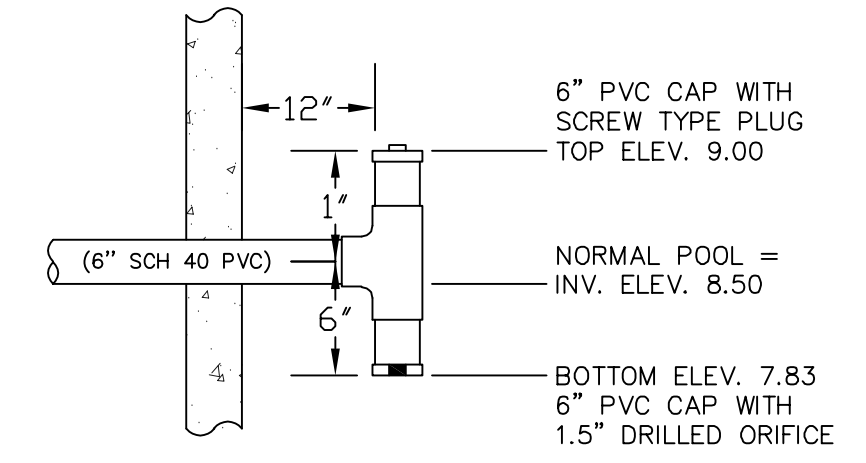 12"
6" PVC CAP WITH
SCREW TYPE PLUG
TOP ELEV. 9.00
1"
(6" SCH 40 PVC)
NORMAL POOL =
INV. ELEV. 8.50
6"
BOTTOM ELEV. 7.83
6" PVC CAP WITH
1.5" DRILLED ORIFICE